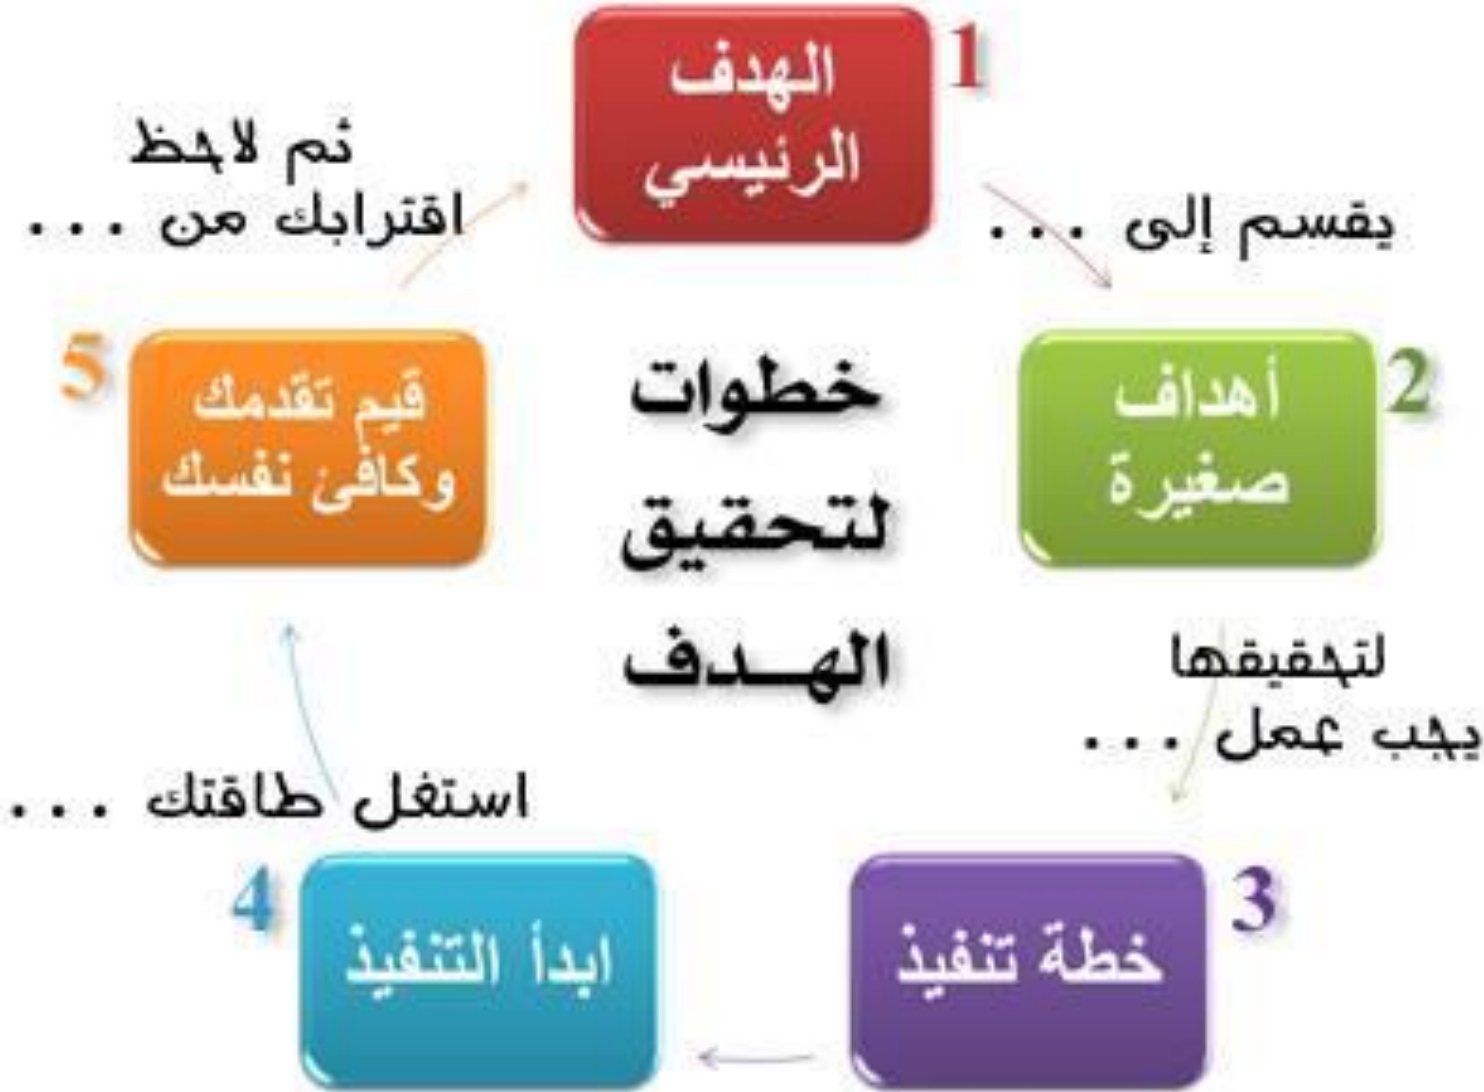 خطوات
لتحقيق
الهـــدف
1
الهدف
الرئيسي
يقسم إلى ...
2
أهداف
صغيرة
لتحقيقها
يجب عمل ...
3
خطة تنفيذ
4
ابدأ التنفيذ
استغل طاقتك ...
5
قيم تقدمك
وكافئ نفسك
ثم لاحظ
اقترابك من ...